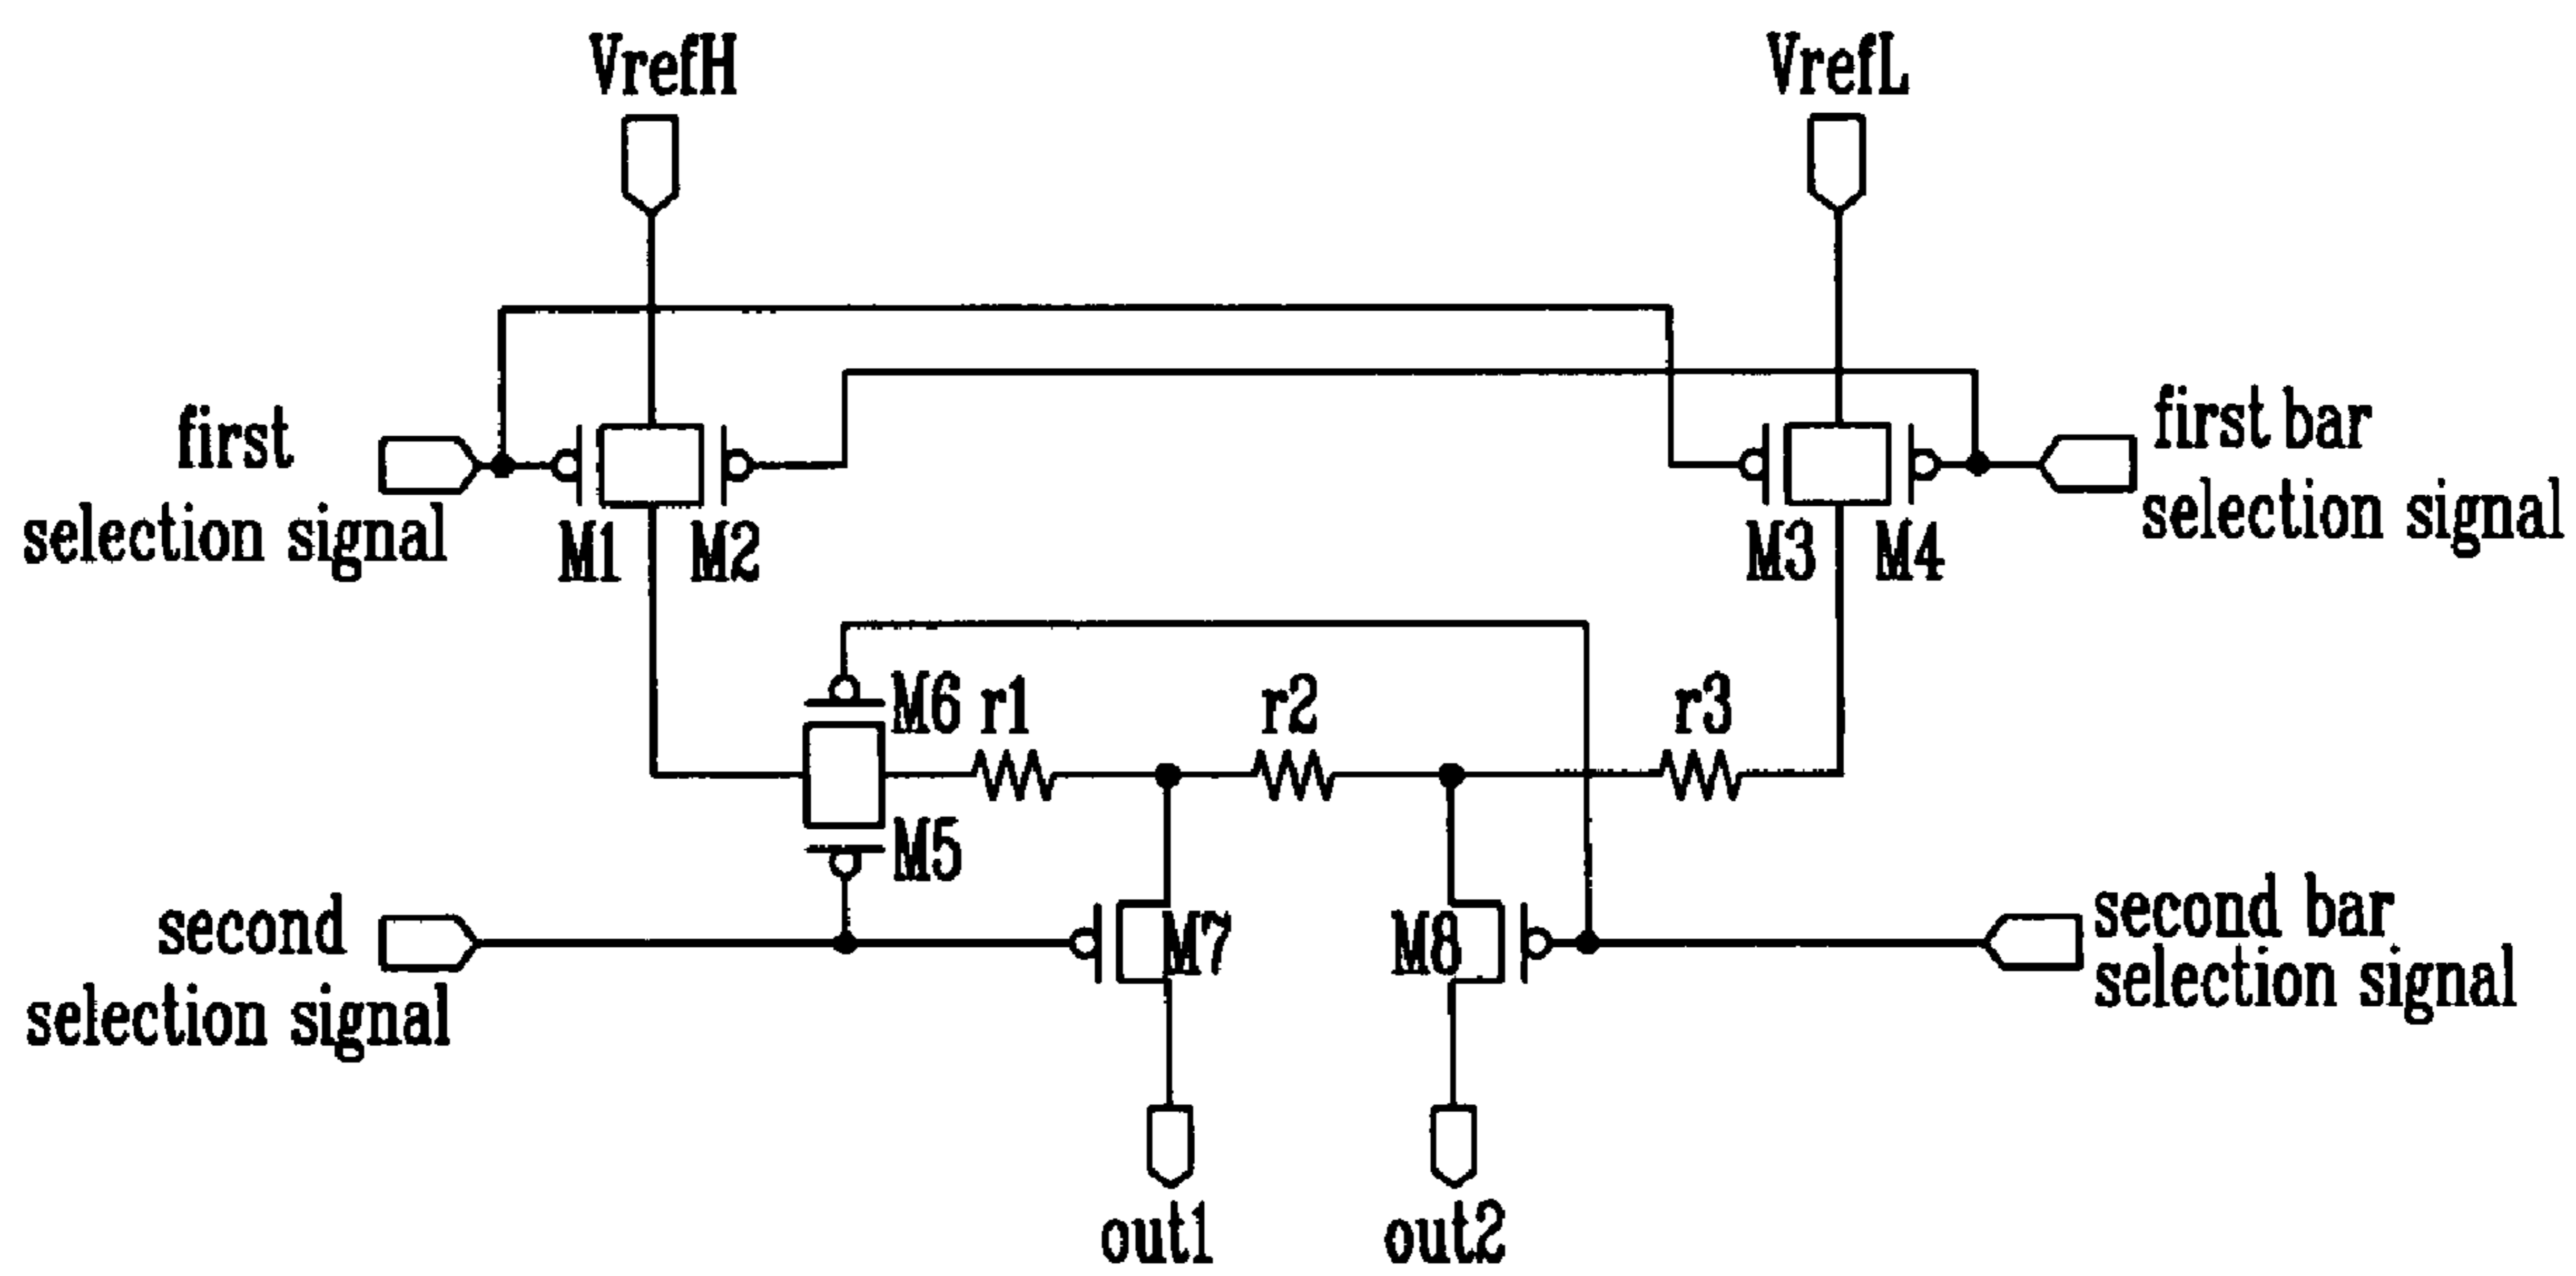 VrefH
VrefL
first
selection signal
first bar
selection signal
M1
M2
M3
M4
M6
r1
r2
r3
M5
second
selection signal
M7
M8
second bar
selection signal
out1
out2